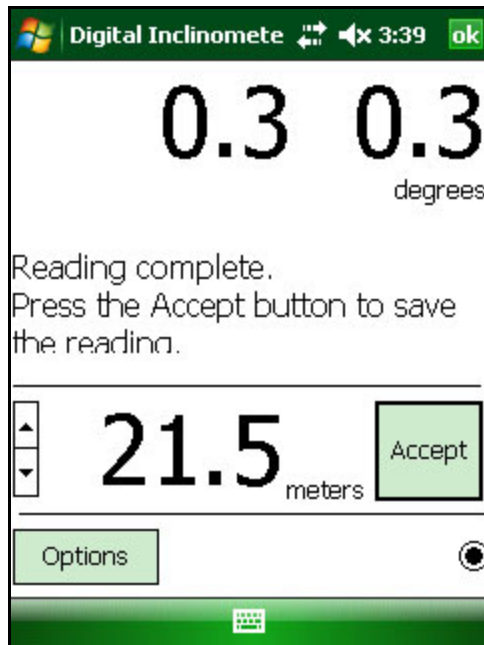 Digital Inclinomete 3:39 ok
0.3 0.3
degrees
Reading complete.
Press the Accept button to save
the reading.
21.5 meters
Accept
Options